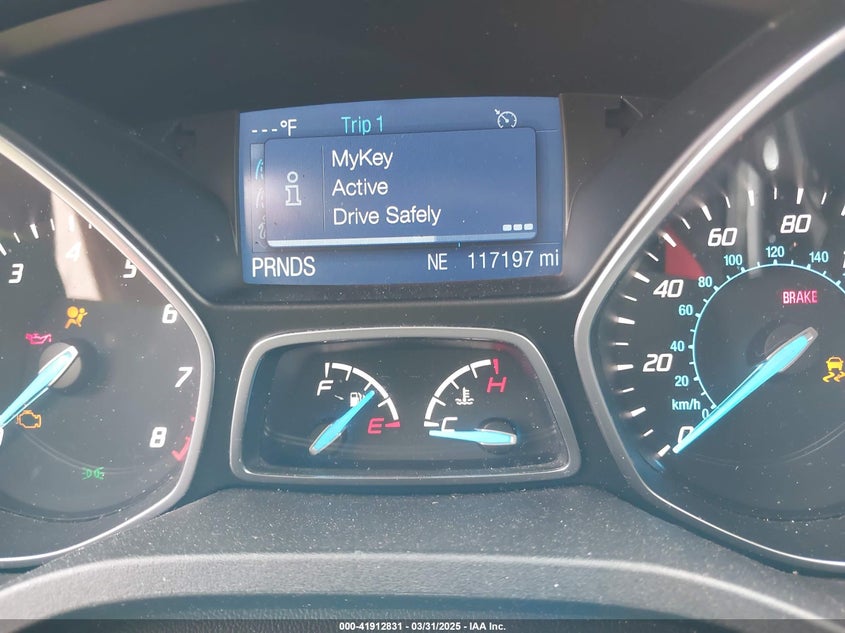 ---°F Trip 1
MyKey
Active
Drive Safely
PRNDS NE 117197 mi
3 4 5 6 7 8
F E
C H
0 20 40 60 80
0 20 40 60 80 100 120 140
km/h
BRAKE
000-41912831 - 03/31/2025 - IAA Inc.